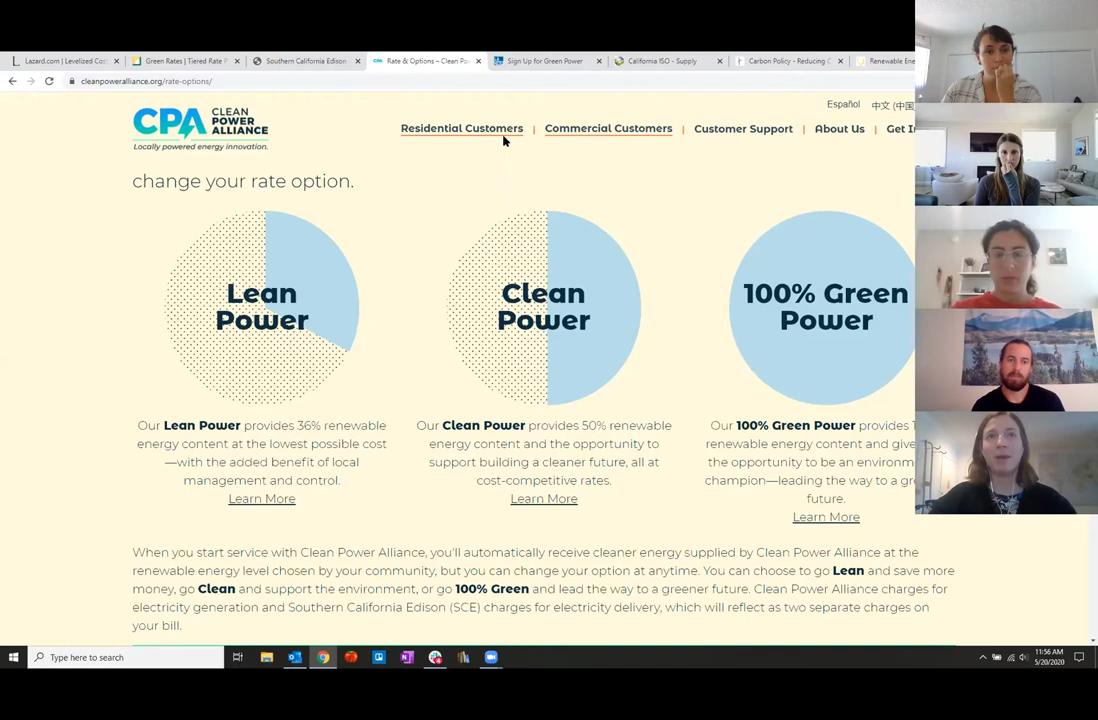 Lazard.com | Levelized Cos
Green Rates | Tiered Rate P
Southern California Edison
Rate & Options – Clean Pow
Sign Up for Green Power
California ISO - Supply
Carbon Policy - Reducing C
Renewable Ene
cleanpoweralliance.org/rate-options/
Español
中文 (中国
CPA CLEAN POWER ALLIANCE
Locally powered energy innovation.
Residential Customers | Commercial Customers | Customer Support | About Us | Get In
change your rate option.
Lean
Power
Our Lean Power provides 36% renewable
energy content at the lowest possible cost
—with the added benefit of local
management and control.
Learn More
Clean
Power
Our Clean Power provides 50% renewable
energy content and the opportunity to
support building a cleaner future, all at
cost-competitive rates.
Learn More
100% Green
Power
Our 100% Green Power provides 1
renewable energy content and give
the opportunity to be an environm
champion—leading the way to a gr
future.
Learn More
When you start service with Clean Power Alliance, you'll automatically receive cleaner energy supplied by Clean Power Alliance at the
renewable energy level chosen by your community, but you can change your option at anytime. You can choose to go Lean and save more
money, go Clean and support the environment, or go 100% Green and lead the way to a greener future. Clean Power Alliance charges for
electricity generation and Southern California Edison (SCE) charges for electricity delivery, which will reflect as two separate charges on
your bill.
Type here to search
11:56 AM
5/20/2020